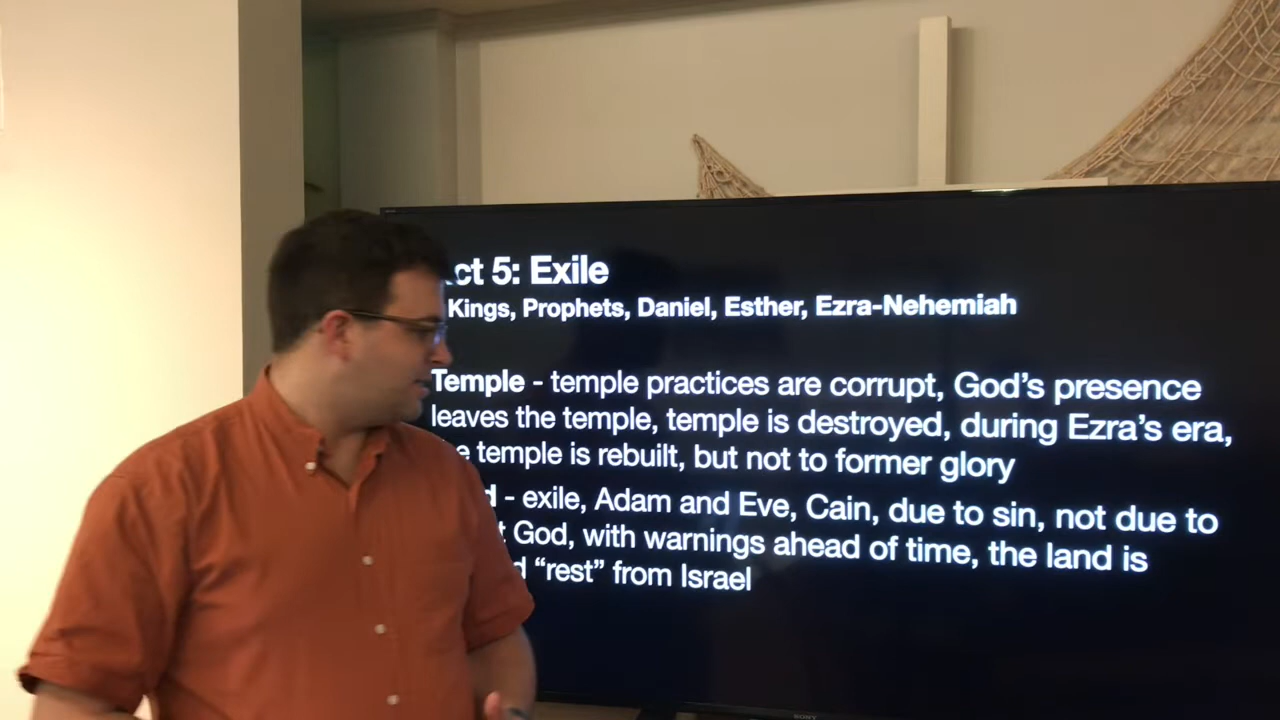 ct 5: Exile
Kings, Prophets, Daniel, Esther, Ezra-Nehemiah
Temple - temple practices are corrupt, God’s presence
leaves the temple, temple is destroyed, during Ezra’s era,
e temple is rebuilt, but not to former glory
d - exile, Adam and Eve, Cain, due to sin, not due to
t God, with warnings ahead of time, the land is
d “rest” from Israel
SONY